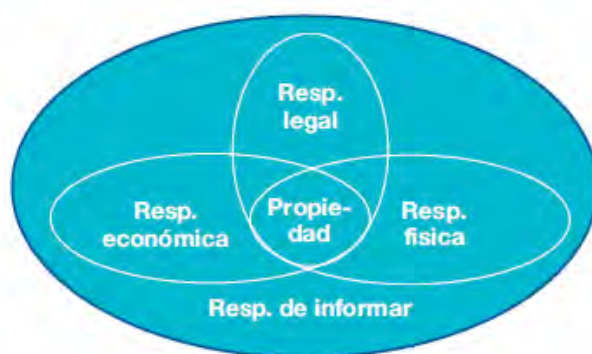 Resp.
legal
Resp.
económica
Propie-
dad
Resp.
física
Resp. de informar